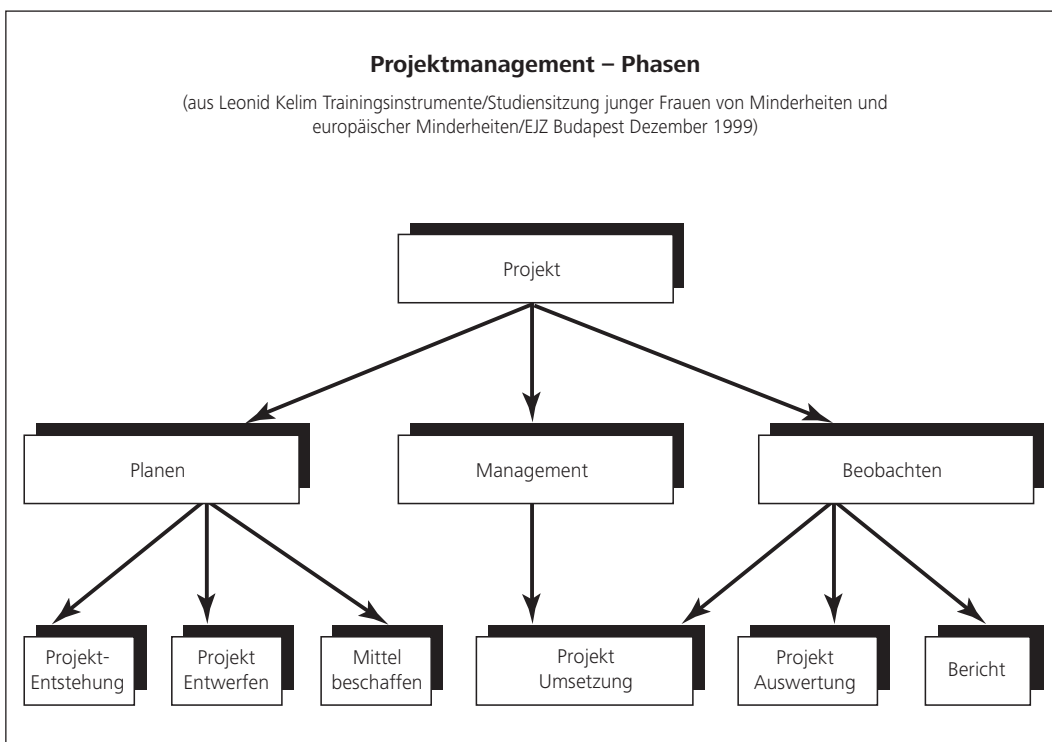 Projektmanagement – Phasen
(aus Leonid Kelim Trainingsinstrumente/Studiensitzung junger Frauen von Minderheiten und
europäischer Minderheiten/EJZ Budapest Dezember 1999)
Projekt
Planen
Management
Beobachten
Projekt-
Entstehung
Projekt
Entwerfen
Mittel
beschaffen
Projekt
Umsetzung
Projekt
Auswertung
Bericht